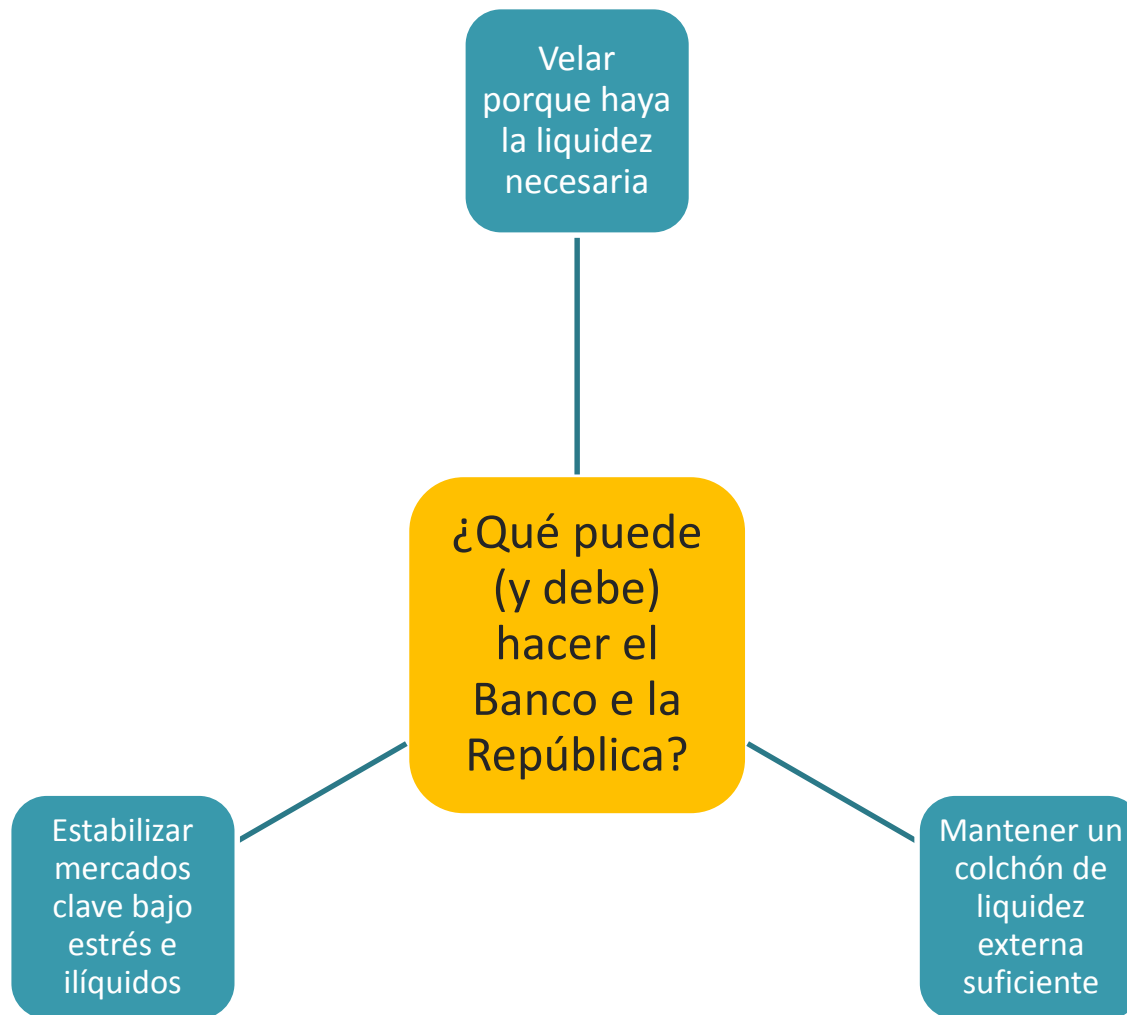 Velar
porque haya
la liquidez
necesaria
¿Qué puede
(y debe)
hacer el
Banco e la
República?
Estabilizar
mercados
clave bajo
estrés e
ilíquidos
Mantener un
colchón de
liquidez
externa
suficiente